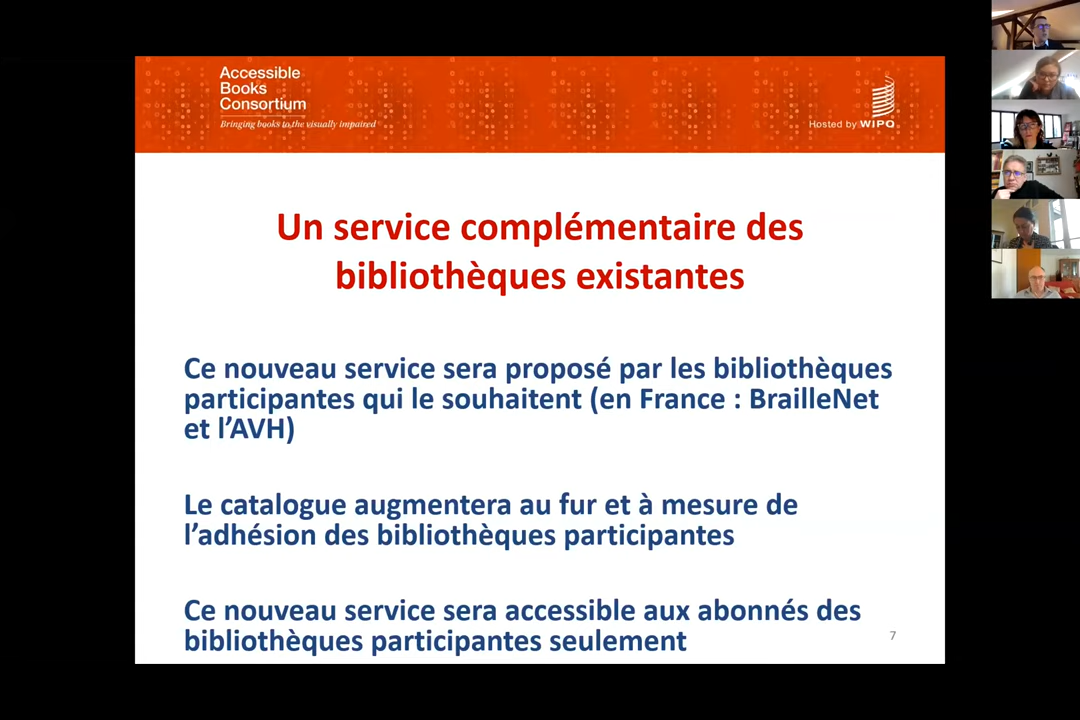 Accessible
Books
Consortium
Bringing books to the visually impaired
Hosted by WIPO
Un service complémentaire des
bibliothèques existantes
Ce nouveau service sera proposé par les bibliothèques
participantes qui le souhaitent (en France : BrailleNet
et l’AVH)
Le catalogue augmentera au fur et à mesure de
l’adhésion des bibliothèques participantes
Ce nouveau service sera accessible aux abonnés des
bibliothèques participantes seulement
7